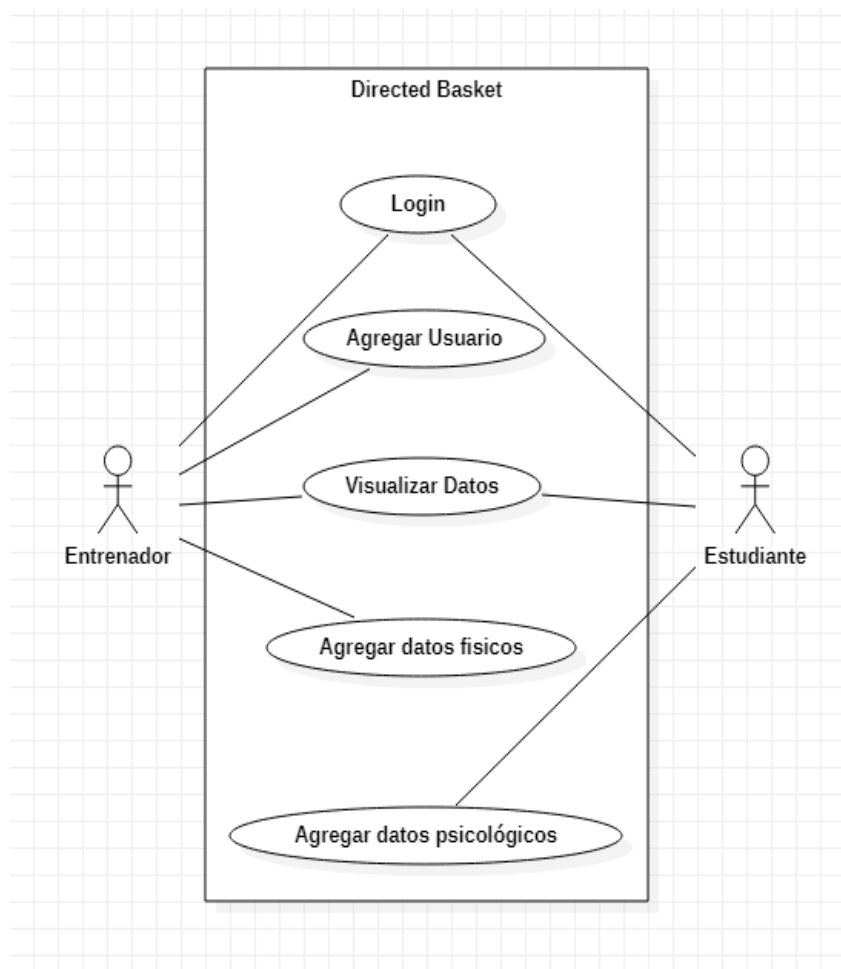 Directed Basket
Login
Agregar Usuario
Visualizar Datos
Entrenador
Estudiante
Agregar datos fisicos
Agregar datos psicológicos